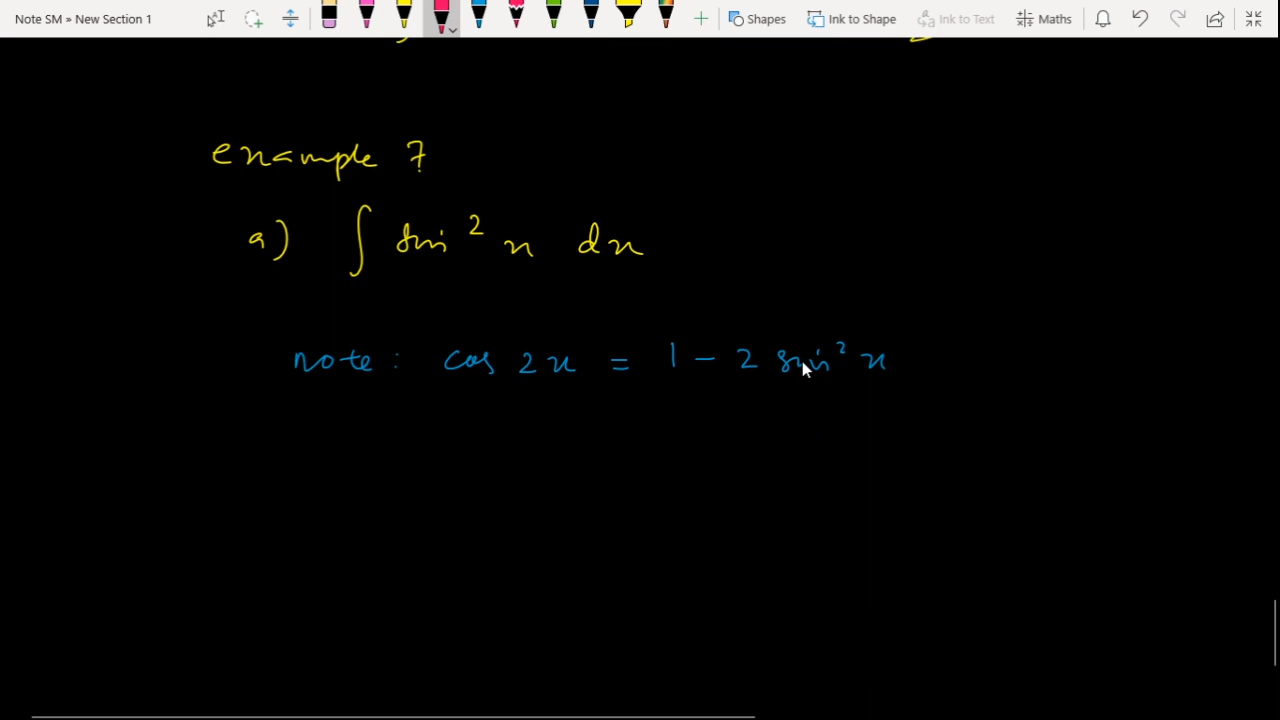 Note SM » New Section 1
Shapes
Ink to Shape
Ink to Text
Maths
example 7
a) ∫ sin² x dx
note: cos 2x = 1 - 2 sin² x